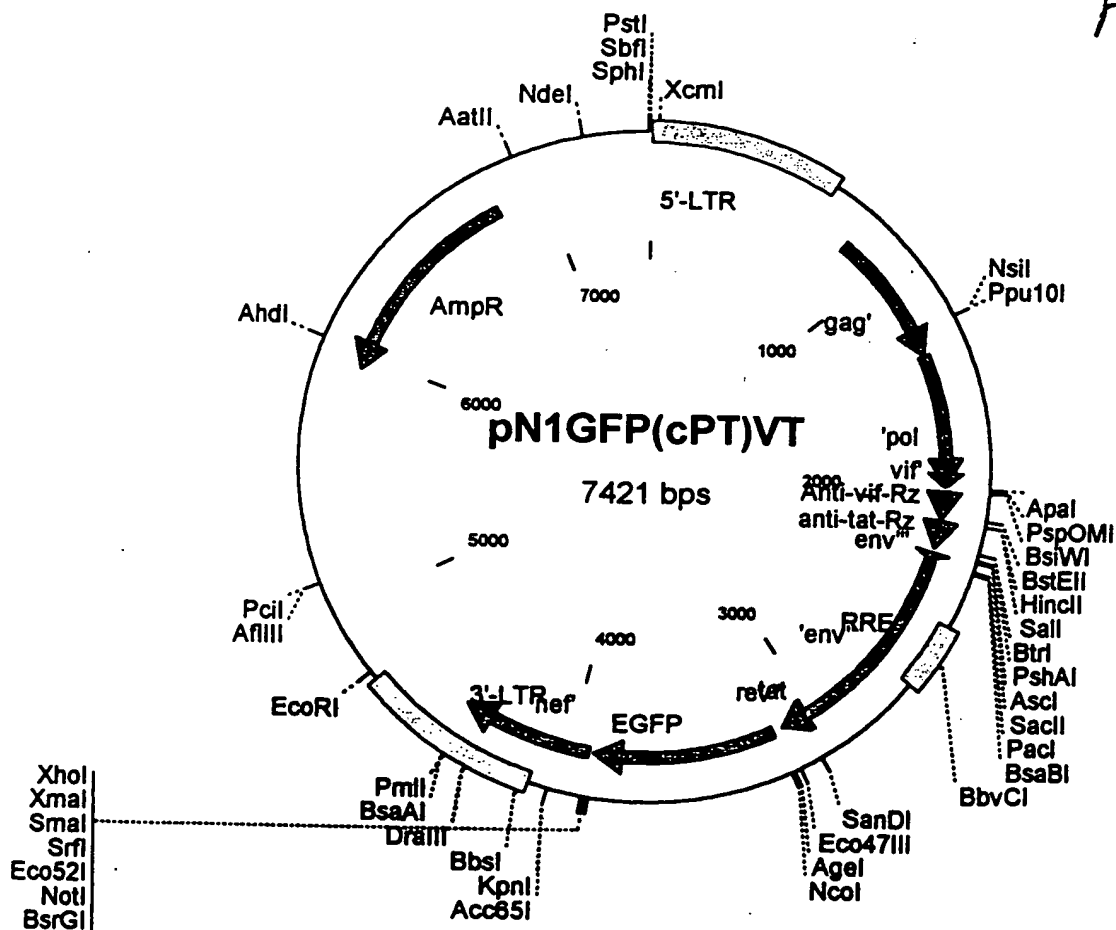 PstI
SbfI
SphI
XcmI
NdeI
AatII
5'-LTR
NsiI
Ppu10I
7000
AmpR
AhdI
gag'
1000
6000
pN1GFP(cPT)VT
'pol
vif'
7421 bps
2000
Anti-vif-Rz
anti-tat-Rz
env'''
ApaI
PspOMI
BsiWI
BstEII
HincII
SalI
BtrI
PshAI
AscI
SacII
PacI
BsaBI
BbvCI
5000
PciI
AflIII
3000
'env'
RRE
4000
EcoRI
3'-LTR
'nef'
EGFP
XhoI
XmaI
SmaI
SrfI
Eco52I
NotI
BsrGI
PmlI
BsaAI
DraIII
BbsI
KpnI
Acc65I
SanDI
Eco47III
AgeI
NcoI